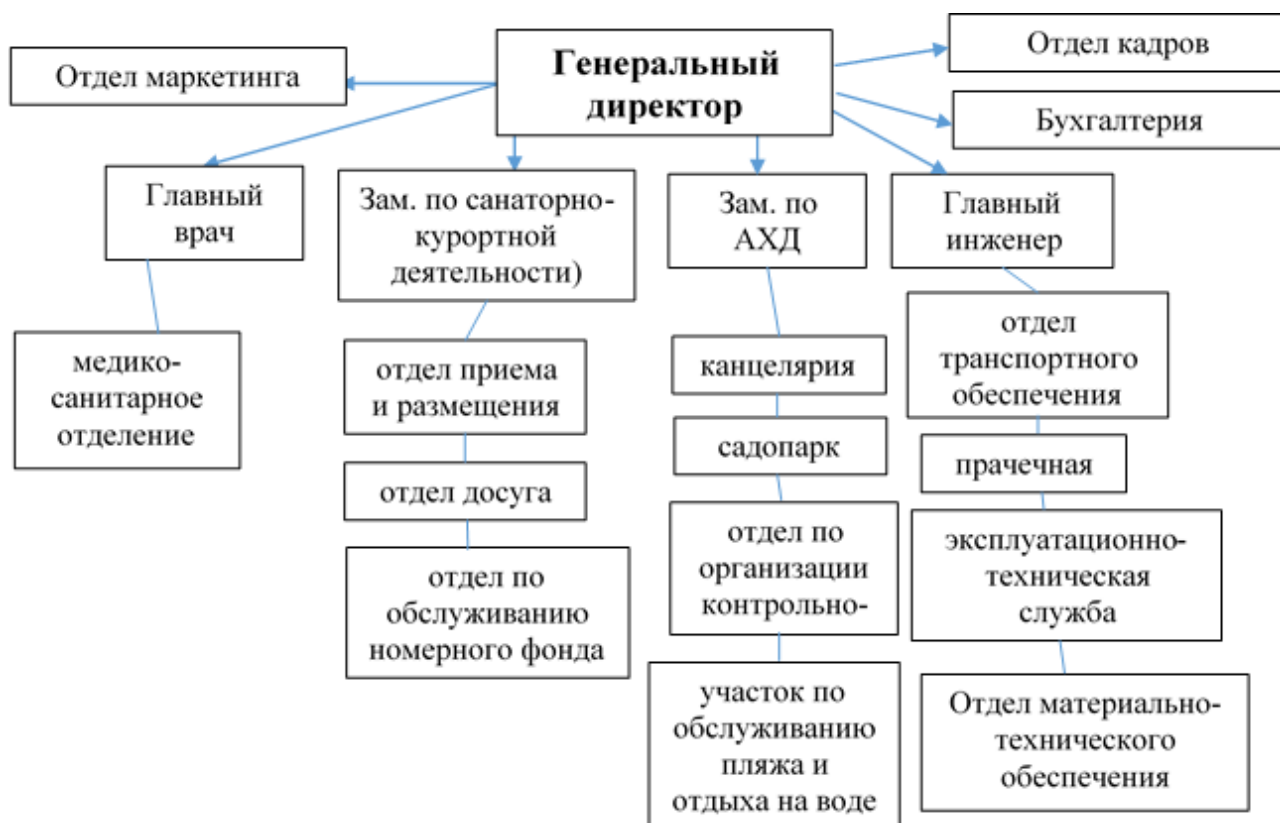 Генеральный
директор
Отдел маркетинга
Отдел кадров
Бухгалтерия
Главный
врач
Зам. по санаторно-
курортной
деятельности)
Зам. по
АХД
Главный
инженер
медико-
санитарное
отделение
отдел приема
и размещения
отдел досуга
отдел по
обслуживанию
номерного фонда
канцелярия
садопарк
отдел по
организации
контрольно-
участок по
обслуживанию
пляжа и
отдыха на воде
отдел
транспортного
обеспечения
прачечная
эксплуатационно-
техническая
служба
Отдел материально-
технического
обеспечения